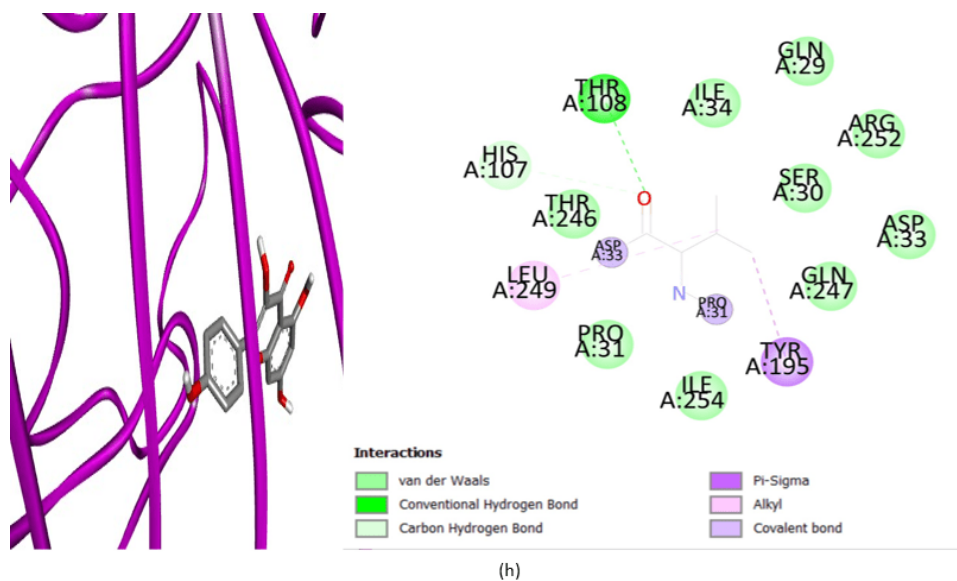 GLN
A:29
THR
A:108
ILE
A:34
ARG
A:252
HIS
A:107
SER
A:30
THR
A:246
ASP
A:33
ASP
A:33
O
LEU
A:249
GLN
A:247
N
PRO
A:31
PRO
A:31
TYR
A:195
ILE
A:254
Interactions
van der Waals
Conventional Hydrogen Bond
Carbon Hydrogen Bond
Pi-Sigma
Alkyl
Covalent bond
(h)